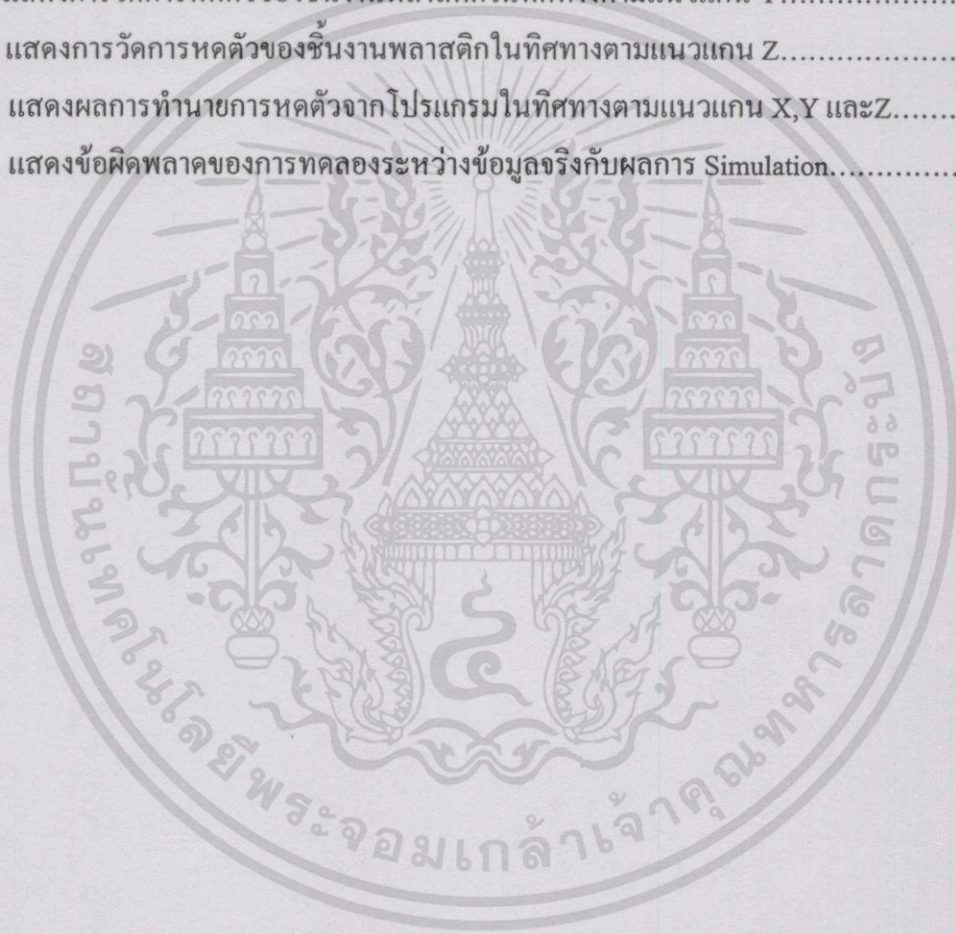 แสดงการวัดการหดตัวของชิ้นงานพลาสติกในทิศทางตามแนวแกน Z....................
แสดงผลการทำนายการหดตัวจากโปรแกรมในทิศทางตามแนวแกน X,Y และZ........
แสดงข้อผิดพลาดของการทดลองระหว่างข้อมูลจริงกับผลการ Simulation..............
สถาบันเทคโนโลยีพระจอมเกล้าเจ้าคุณทหารลาดกระบัง